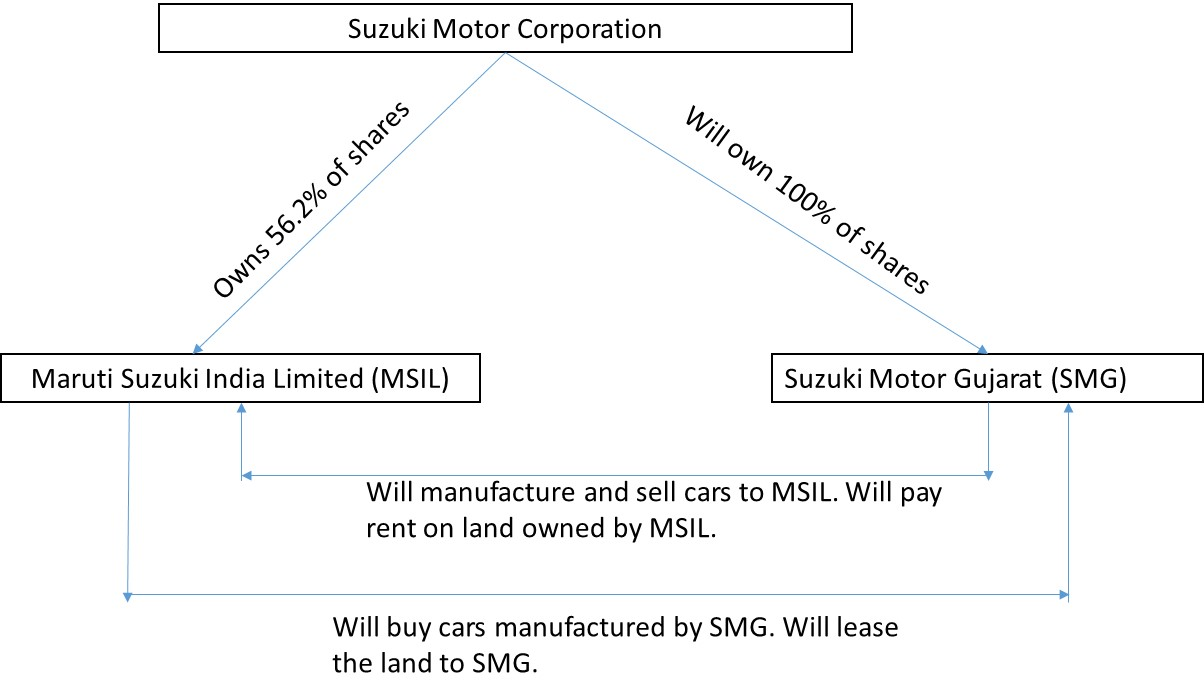 Suzuki Motor Corporation
Owns 56.2% of shares
Will own 100% of shares
Maruti Suzuki India Limited (MSIL)
Suzuki Motor Gujarat (SMG)
Will manufacture and sell cars to MSIL. Will pay
rent on land owned by MSIL.
Will buy cars manufactured by SMG. Will lease
the land to SMG.